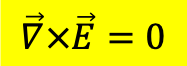 ∇⃗×E⃗ = 0